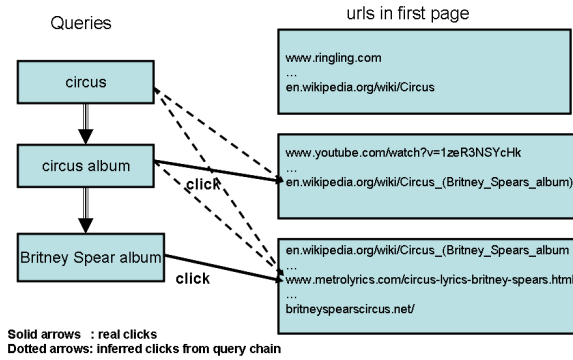 Queries
urls in first page
circus
www.ringling.com
...
en.wikipedia.org/wiki/Circus
circus album
click
www.youtube.com/watch?v=1zeR3NSYcHk
...
en.wikipedia.org/wiki/Circus_(Britney_Spears_album)
Britney Spear album
click
en.wikipedia.org/wiki/Circus_(Britney_Spears_album
...
www.metrolyrics.com/circus-lyrics-britney-spears.html
...
britneyspearscircus.net/
Solid arrows : real clicks
Dotted arrows: inferred clicks from query chain